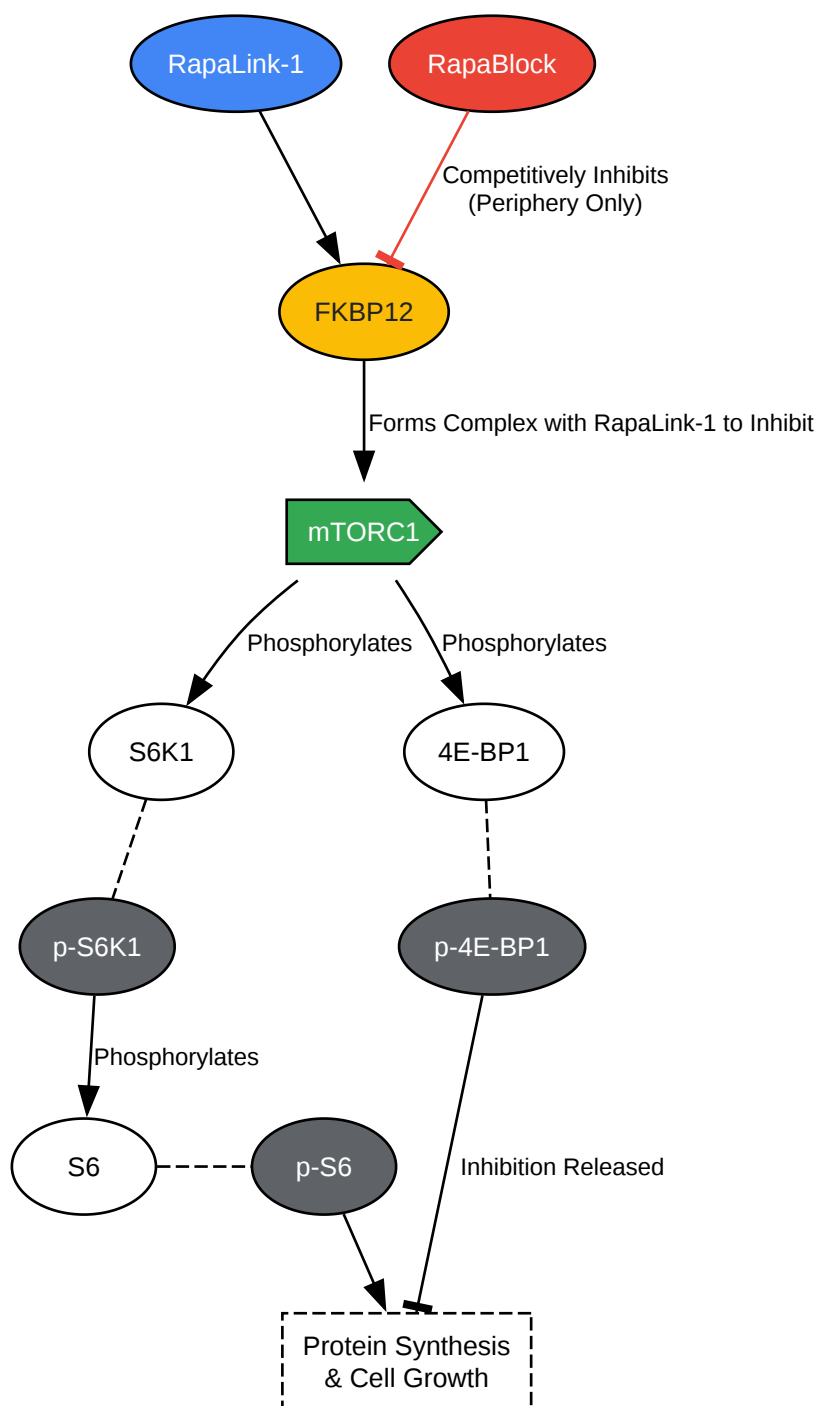 RapaLink-1
RapaBlock
Competitively Inhibits
(Periphery Only)
FKBP12
Forms Complex with RapaLink-1 to Inhibit
mTORC1
Phosphorylates
Phosphorylates
S6K1
4E-BP1
p-S6K1
p-4E-BP1
Phosphorylates
S6
p-S6
Inhibition Released
Protein Synthesis
& Cell Growth